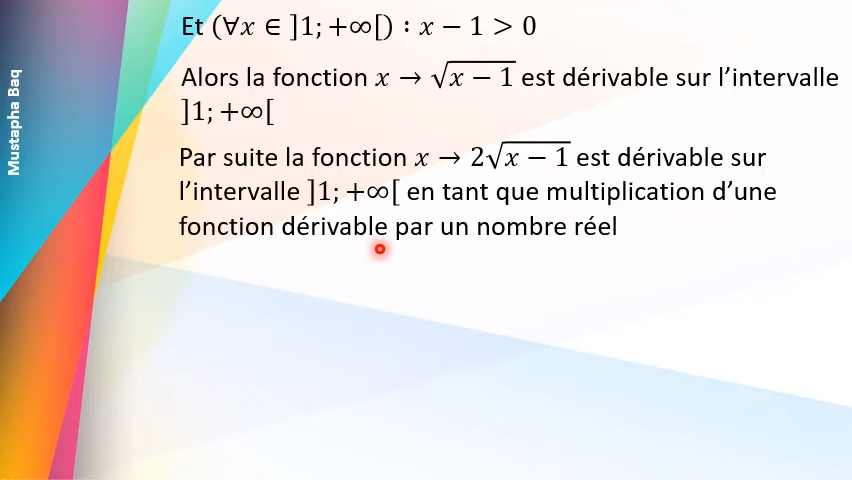 Mustapha Baq
Et (∀x ∈ ]1; +∞[) : x − 1 > 0
Alors la fonction x → √(x − 1) est dérivable sur l’intervalle
]1; +∞[
Par suite la fonction x → 2√(x − 1) est dérivable sur
l’intervalle ]1; +∞[ en tant que multiplication d’une
fonction dérivable par un nombre réel